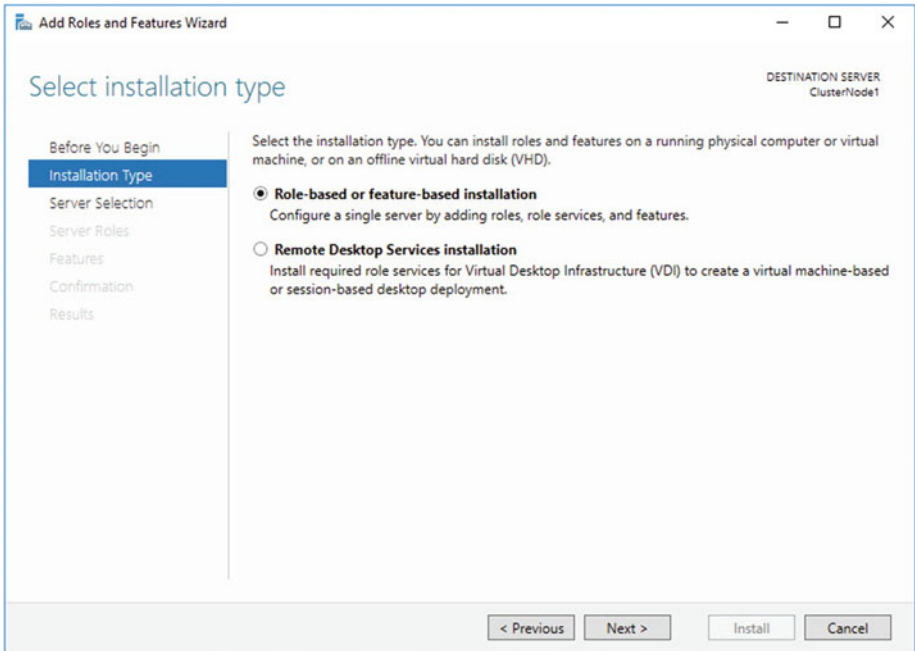 Add Roles and Features Wizard
Select installation type
DESTINATION SERVER
ClusterNode1
Before You Begin
Installation Type
Server Selection
Server Roles
Features
Confirmation
Results
Select the installation type. You can install roles and features on a running physical computer or virtual
machine, or on an offline virtual hard disk (VHD).
Role-based or feature-based installation
Configure a single server by adding roles, role services, and features.
Remote Desktop Services installation
Install required role services for Virtual Desktop Infrastructure (VDI) to create a virtual machine-based
or session-based desktop deployment.
< Previous
Next >
Install
Cancel